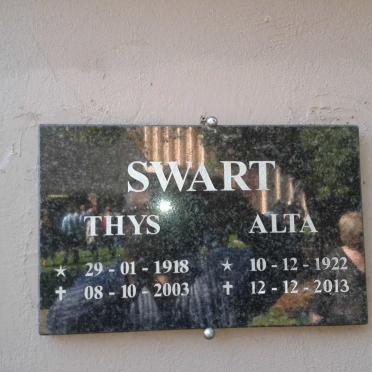 SWART
THYS ALTA
★ 29 - 01 - 1918 ★ 10 - 12 - 1922
✝ 08 - 10 - 2003 ✝ 12 - 12 - 2013